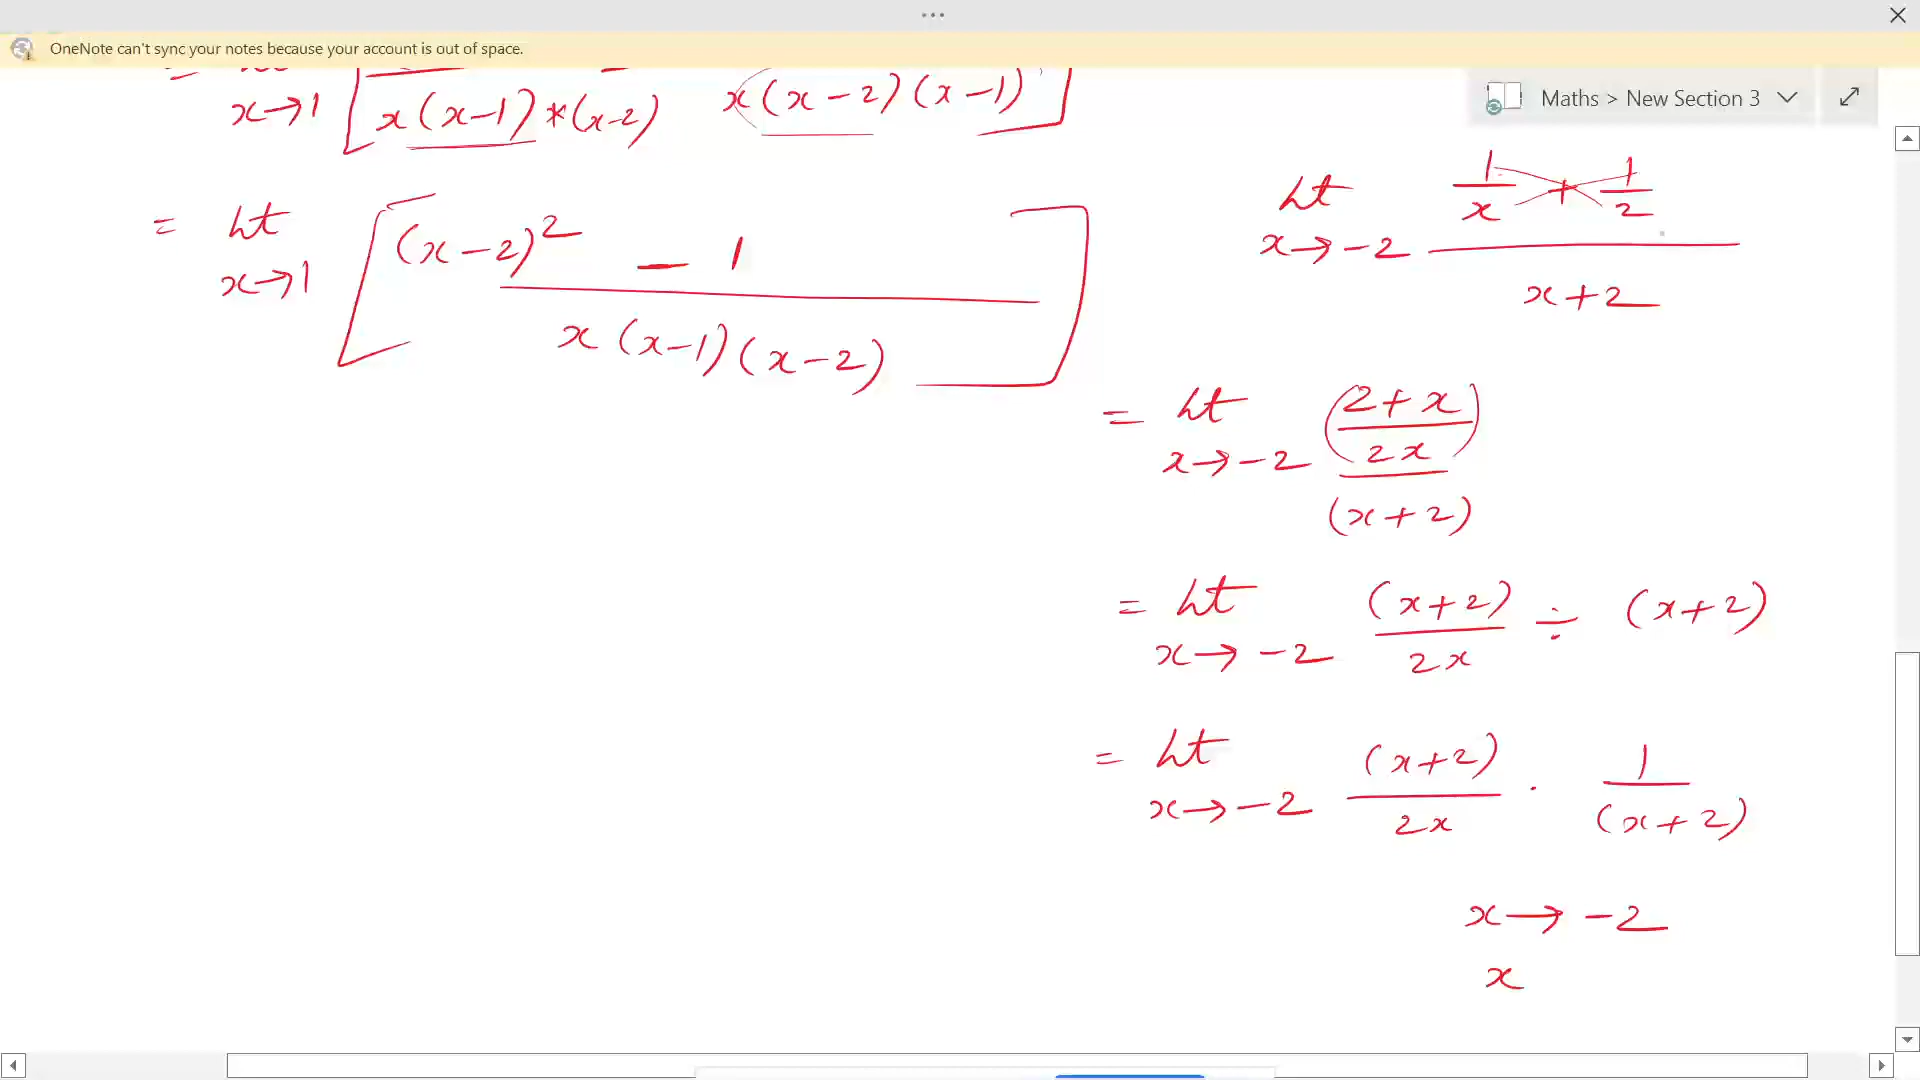 OneNote can't sync your notes because your account is out of space.
Maths > New Section 3
x→1 [ x(x-1)*(x-2) x(x-2)(x-1) ]
= Lt x→1 [ (x-2)² - 1 / x(x-1)(x-2) ]
Lt x→-2 1/x + 1/2 / x+2
= Lt x→-2 (2+x / 2x) / (x+2)
= Lt x→-2 (x+2) / 2x ÷ (x+2)
= Lt x→-2 (x+2) / 2x · 1 / (x+2)
x→-2
x